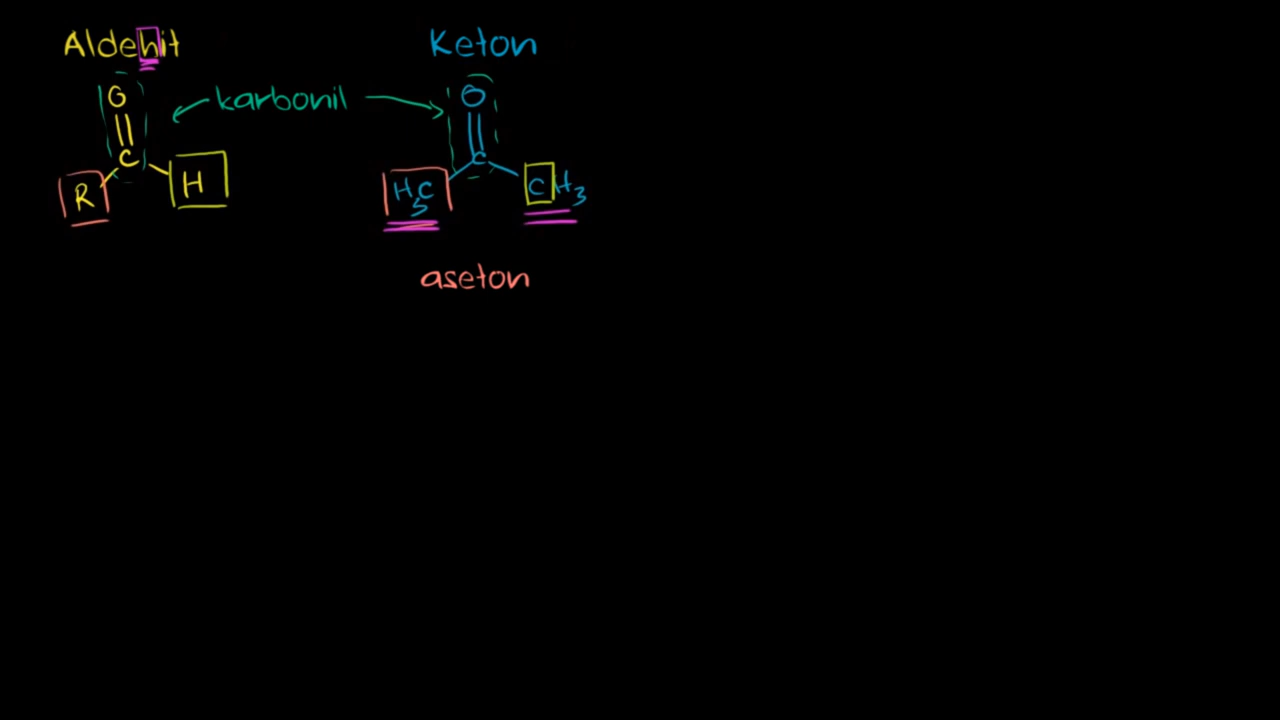 Aldehit
Keton
O
karbonil
O
C
C
R
H
H3C
CH3
aseton